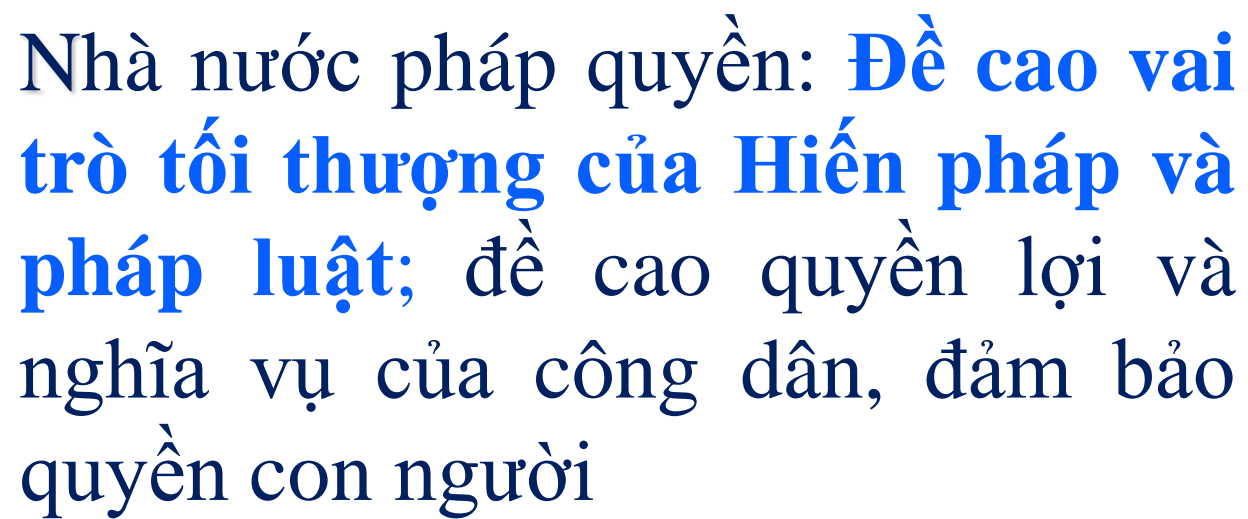 Nhà nước pháp quyền: Đề cao vai
trò tối thượng của Hiến pháp và
pháp luật; đề cao quyền lợi và
nghĩa vụ của công dân, đảm bảo
quyền con người